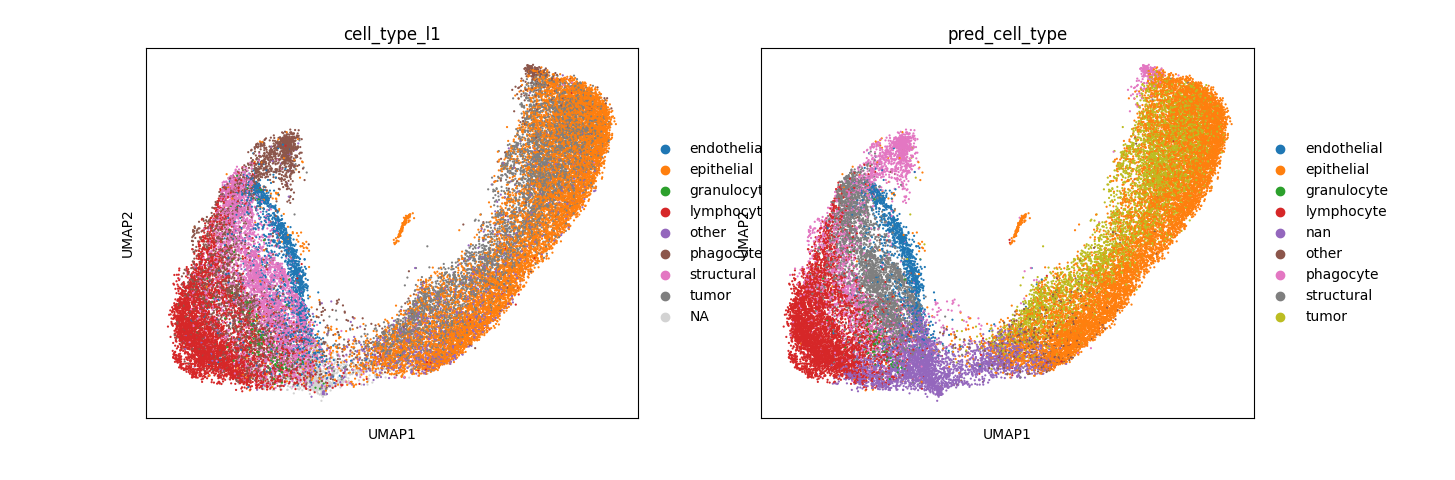 cell_type_l1
UMAP2
UMAP1
endothelia
epithelial
granulocyt
lymphocyt
other
phagocyte
structural
tumor
NA
pred_cell_type
UMAP2
UMAP1
endothelial
epithelial
granulocyte
lymphocyte
nan
other
phagocyte
structural
tumor